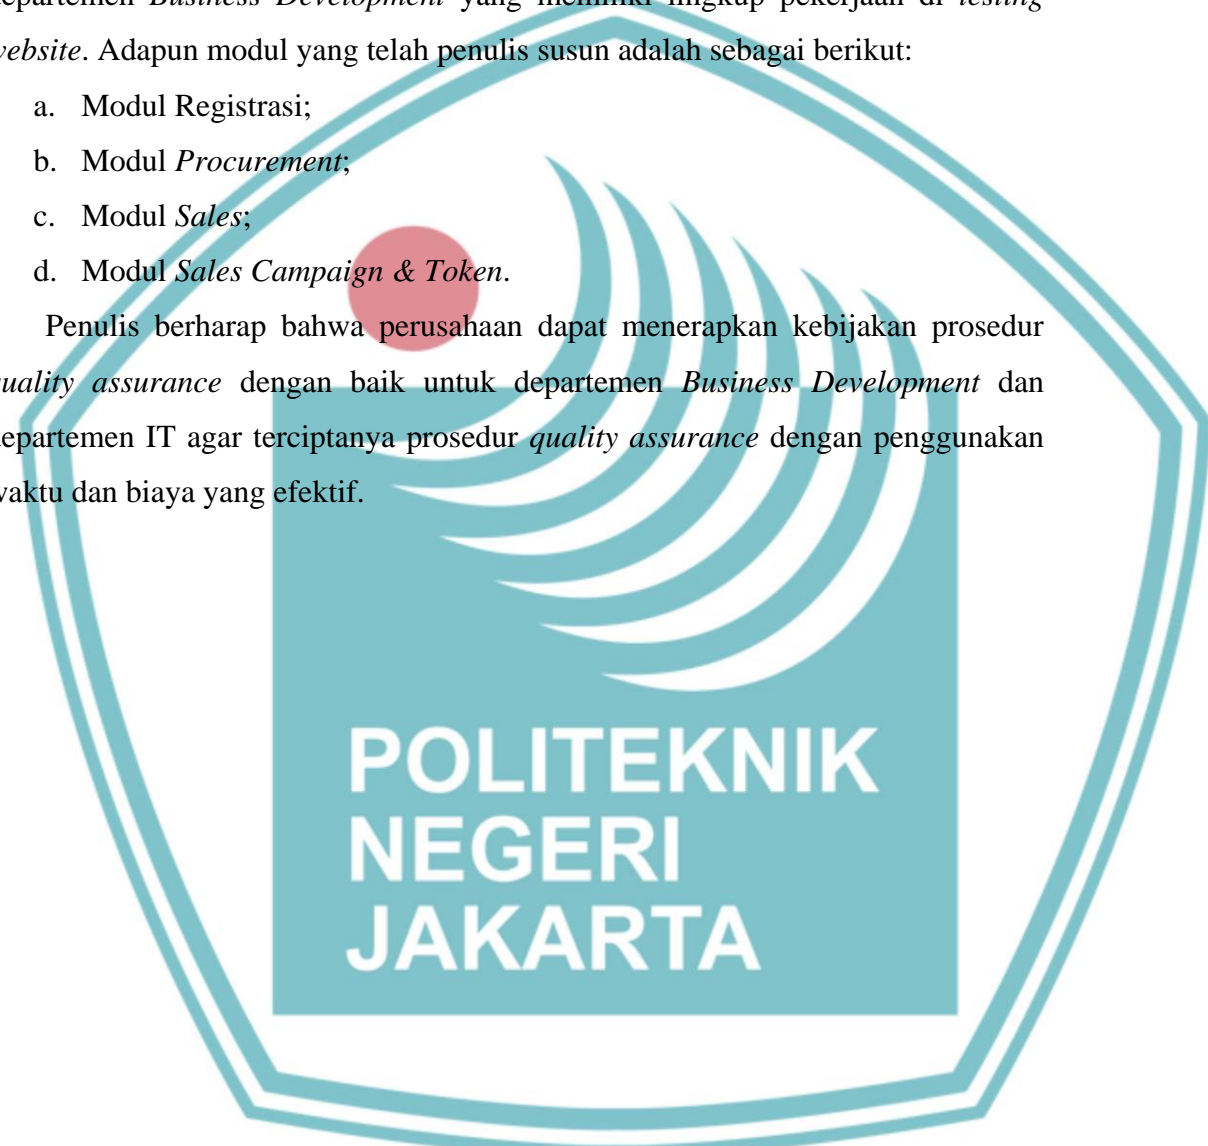 departemen Business Development yang memiliki lingkup pekerjaan di testing
website. Adapun modul yang telah penulis susun adalah sebagai berikut:
a. Modul Registrasi;
b. Modul Procurement;
c. Modul Sales;
d. Modul Sales Campaign & Token.
Penulis berharap bahwa perusahaan dapat menerapkan kebijakan prosedur
quality assurance dengan baik untuk departemen Business Development dan
departemen IT agar terciptanya prosedur quality assurance dengan penggunakan
waktu dan biaya yang efektif.
POLITEKNIK
NEGERI
JAKARTA